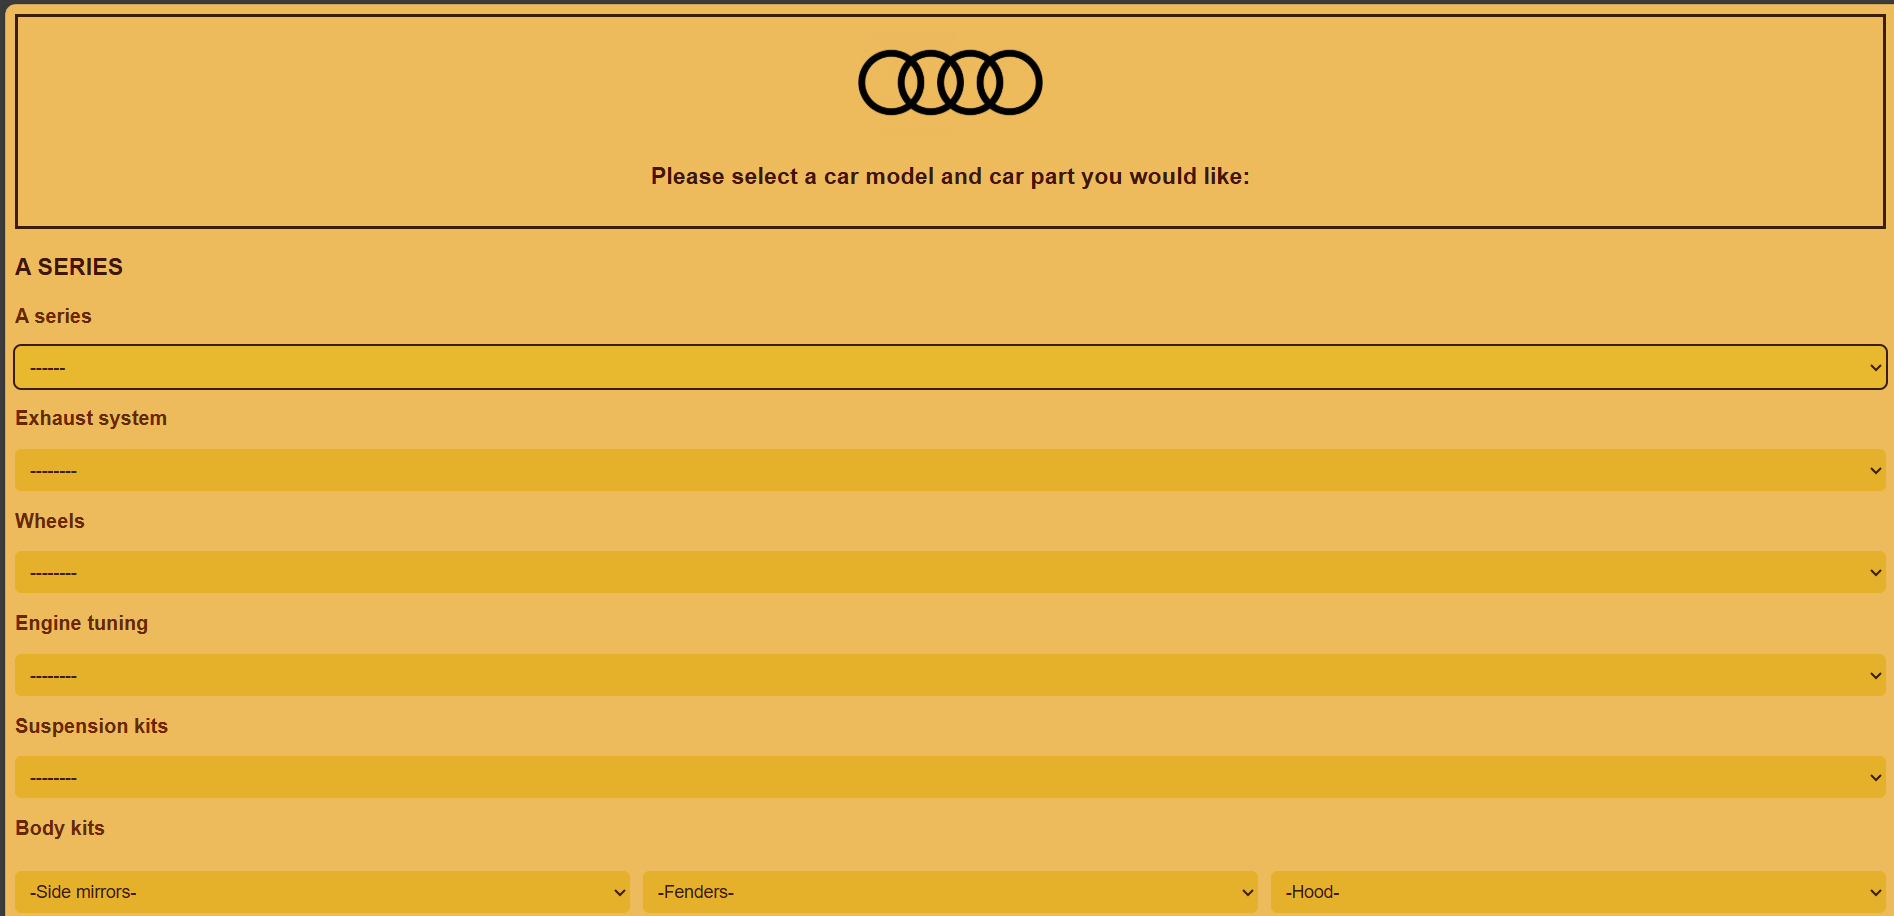 Please select a car model and car part you would like:
A SERIES
A series
------
Exhaust system
--------
Wheels
--------
Engine tuning
--------
Suspension kits
--------
Body kits
-Side mirrors- -Fenders- -Hood-